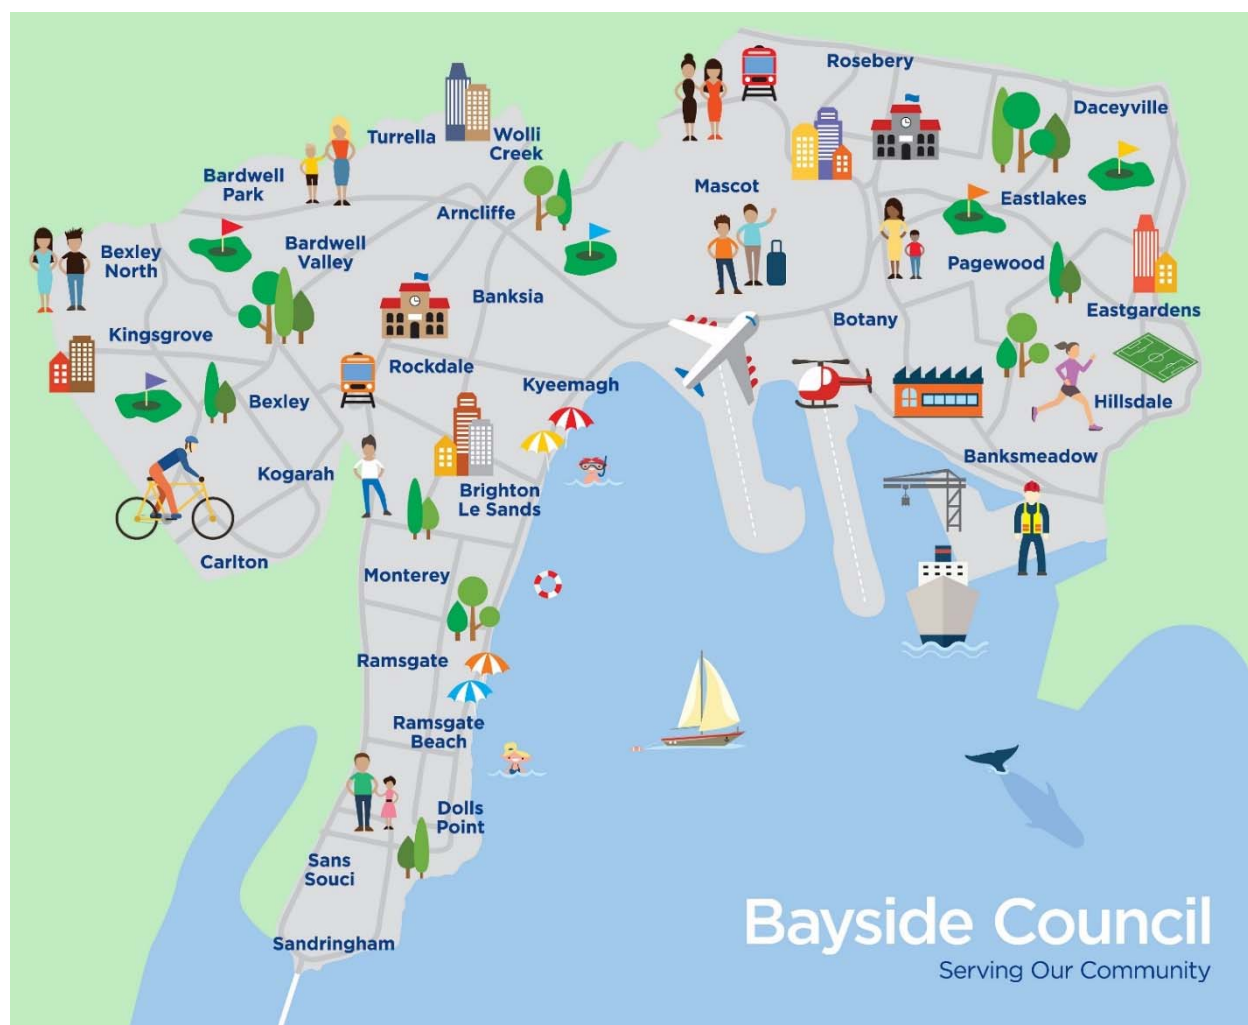 Rosebery
Daceyville
Turrella
Wolli
Creek
Bardwell
Park
Mascot
Eastlakes
Arncliffe
Bexley
North
Bardwell
Valley
Pagewood
Banksia
Eastgardens
Botany
Kingsgrove
Rockdale
Kyeemagh
Bexley
Hillsdale
Banksmeadow
Kogarah
Brighton
Le Sands
Carlton
Monterey
Ramsgate
Ramsgate
Beach
Dolls
Point
Sans
Souci
Sandringham
Bayside Council
Serving Our Community